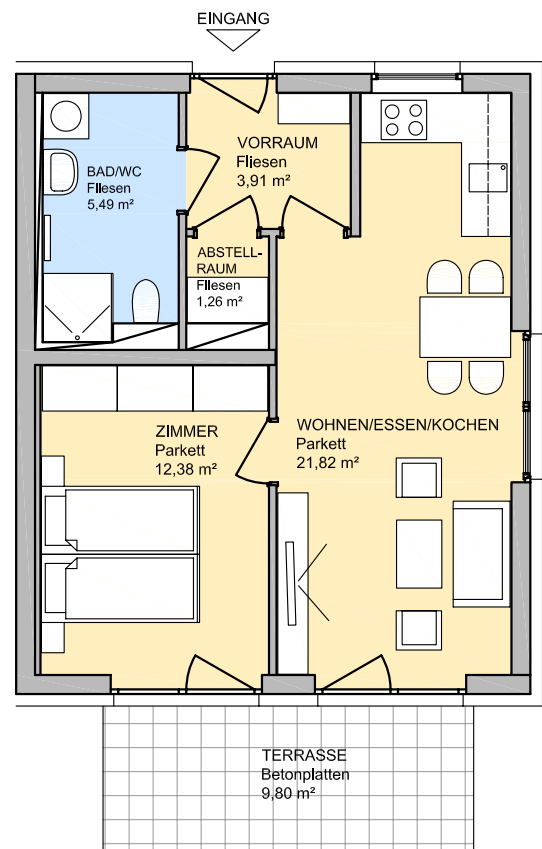 EINGANG
VORRAUM
Fliesen
3,91 m²
BAD/WC
Fliesen
5,49 m²
ABSTELL-
RAUM
Fliesen
1,26 m²
ZIMMER
Parkett
12,38 m²
WOHNEN/ESSEN/KOCHEN
Parkett
21,82 m²
TERRASSE
Betonplatten
9,80 m²